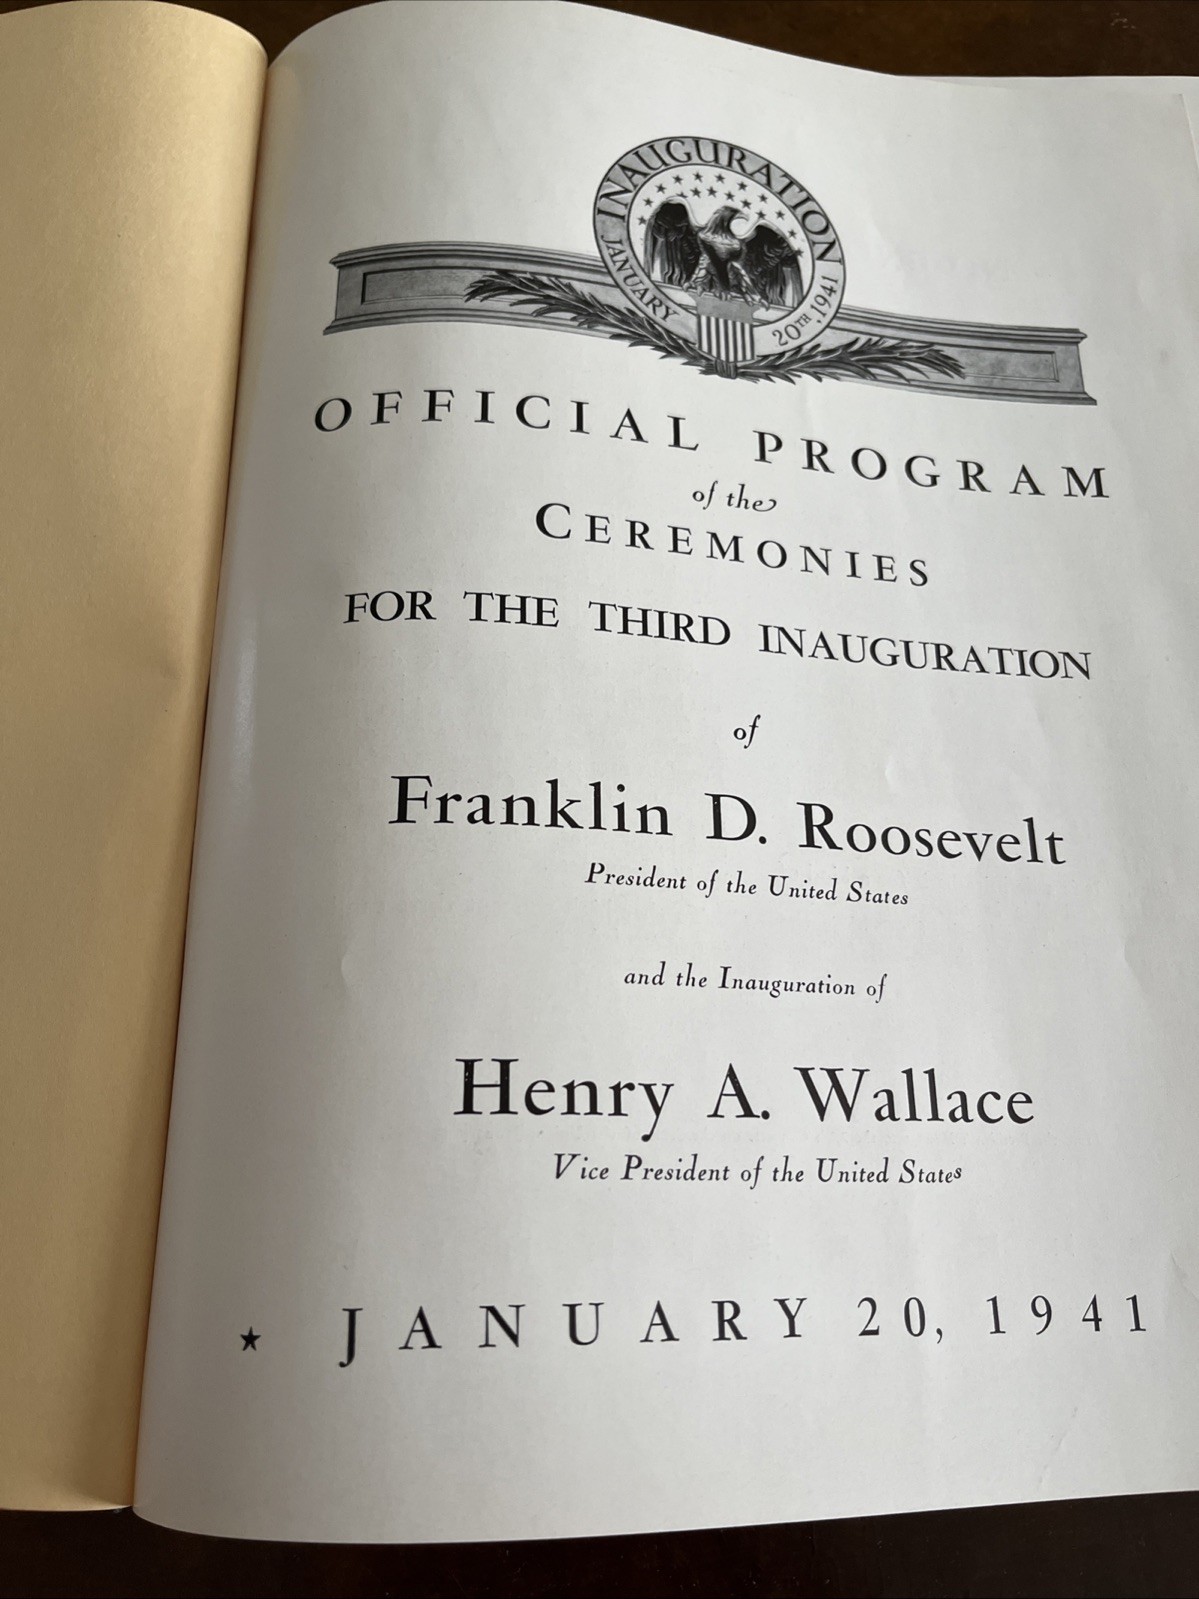 INAUGURATION
JANUARY 20TH, 1941
OFFICIAL PROGRAM
of the
CEREMONIES
FOR THE THIRD INAUGURATION
of
Franklin D. Roosevelt
President of the United States
and the Inauguration of
Henry A. Wallace
Vice President of the United States
★ JANUARY 20, 1941